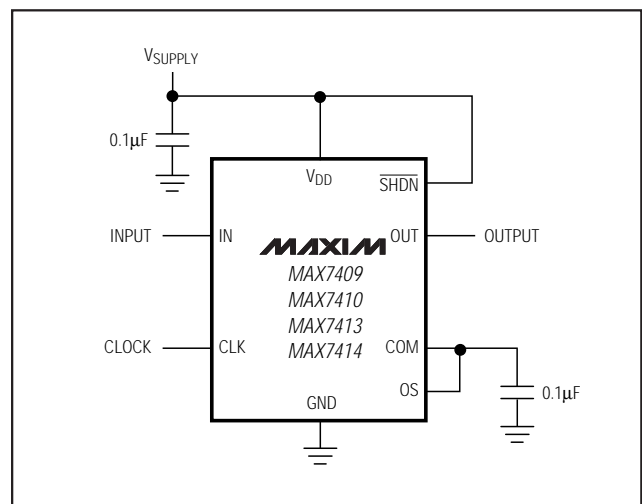 VSUPPLY
0.1μF
VDD
SHDN
INPUT
IN
MAXIM
OUT
OUTPUT
MAX7409
MAX7410
MAX7413
MAX7414
CLOCK
CLK
COM
OS
0.1μF
GND